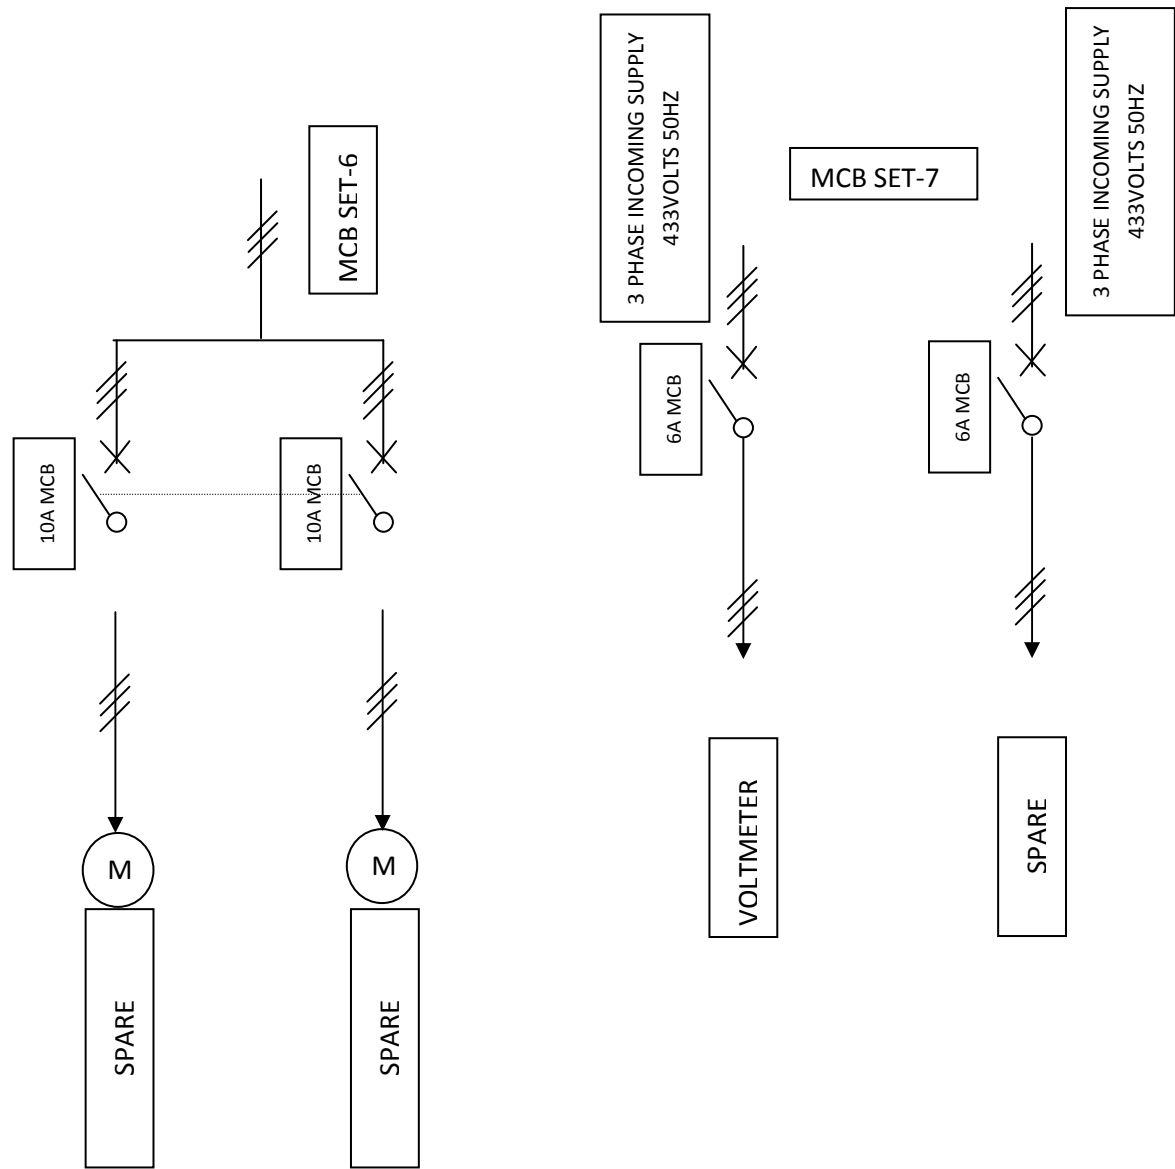 MCB SET-6
10A MCB
10A MCB
M
M
SPARE
SPARE
3 PHASE INCOMING SUPPLY
433VOLTS 50HZ
MCB SET-7
3 PHASE INCOMING SUPPLY
433VOLTS 50HZ
6A MCB
6A MCB
VOLTMETER
SPARE